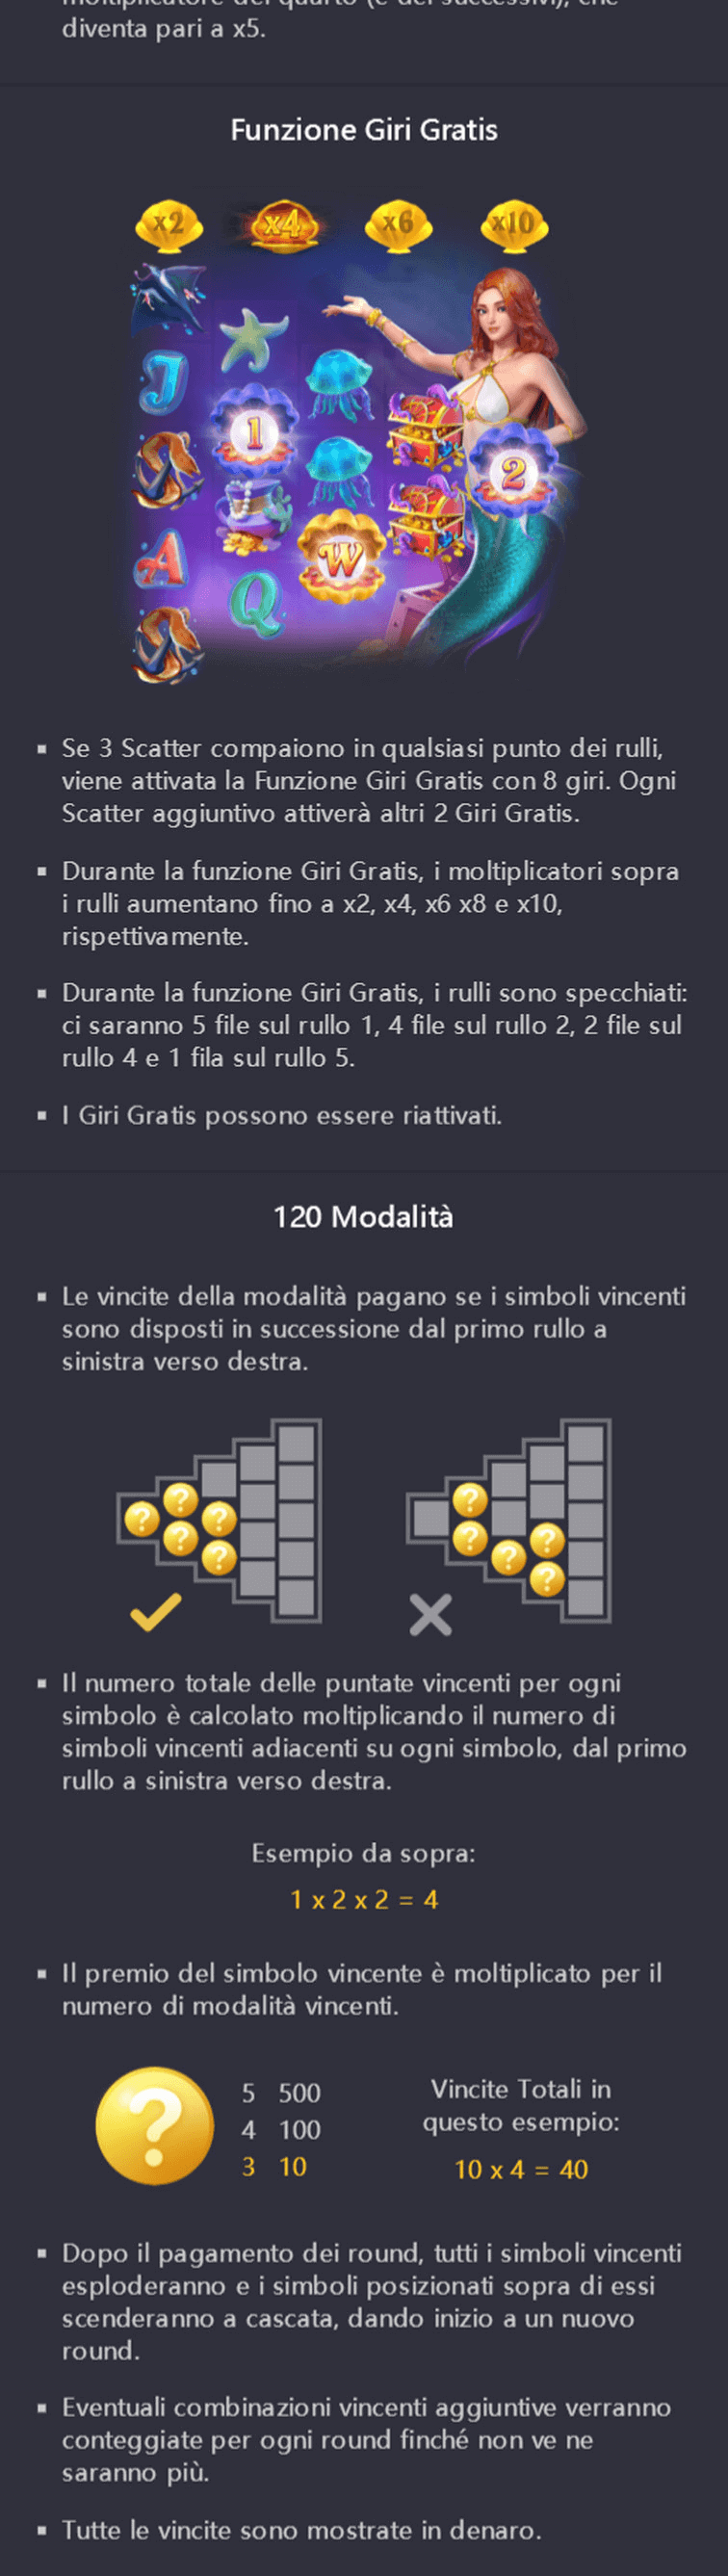 moltiplicatore del quarto (e dei successivi), che
diventa pari a x5.
Funzione Giri Gratis
x2 x4 x6 x10
J
1
2
A
W
Q
▪ Se 3 Scatter compaiono in qualsiasi punto dei rulli,
viene attivata la Funzione Giri Gratis con 8 giri. Ogni
Scatter aggiuntivo attiverà altri 2 Giri Gratis.
▪ Durante la funzione Giri Gratis, i moltiplicatori sopra
i rulli aumentano fino a x2, x4, x6 x8 e x10,
rispettivamente.
▪ Durante la funzione Giri Gratis, i rulli sono specchiati:
ci saranno 5 file sul rullo 1, 4 file sul rullo 2, 2 file sul
rullo 4 e 1 fila sul rullo 5.
▪ I Giri Gratis possono essere riattivati.
120 Modalità
▪ Le vincite della modalità pagano se i simboli vincenti
sono disposti in successione dal primo rullo a
sinistra verso destra.
? ? ? ? ?
? ? ? ? ?
▪ Il numero totale delle puntate vincenti per ogni
simbolo è calcolato moltiplicando il numero di
simboli vincenti adiacenti su ogni simbolo, dal primo
rullo a sinistra verso destra.
Esempio da sopra:
1 x 2 x 2 = 4
▪ Il premio del simbolo vincente è moltiplicato per il
numero di modalità vincenti.
?
5 500
4 100
3 10
Vincite Totali in
questo esempio:
10 x 4 = 40
▪ Dopo il pagamento dei round, tutti i simboli vincenti
esploderanno e i simboli posizionati sopra di essi
scenderanno a cascata, dando inizio a un nuovo
round.
▪ Eventuali combinazioni vincenti aggiuntive verranno
conteggiate per ogni round finché non ve ne
saranno più.
▪ Tutte le vincite sono mostrate in denaro.